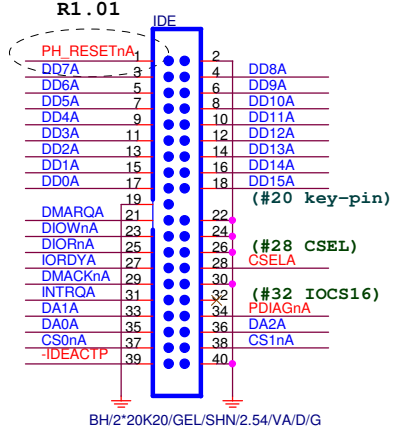 R1.01
IDE
PH_RESETnA 1 2
DD7A 3 4 DD8A
DD6A 5 6 DD9A
DD5A 7 8 DD10A
DD4A 9 10 DD11A
DD3A 11 12 DD12A
DD2A 13 14 DD13A
DD1A 15 16 DD14A
DD0A 17 18 DD15A
19 (#20 key-pin)
DMARQA 21 22
DIOWnA 23 24
DIORnA 25 26 (#28 CSEL)
IORDYA 27 28 CSELA
DMACKnA 29 30
INTRQA 31 32 (#32 IOCS16)
DA1A 33 34 PDIAGnA
DA0A 35 36 DA2A
CS0nA 37 38 CS1nA
-IDEACTP 39 40
BH/2*20K20/GEL/SHN/2.54/VA/D/G